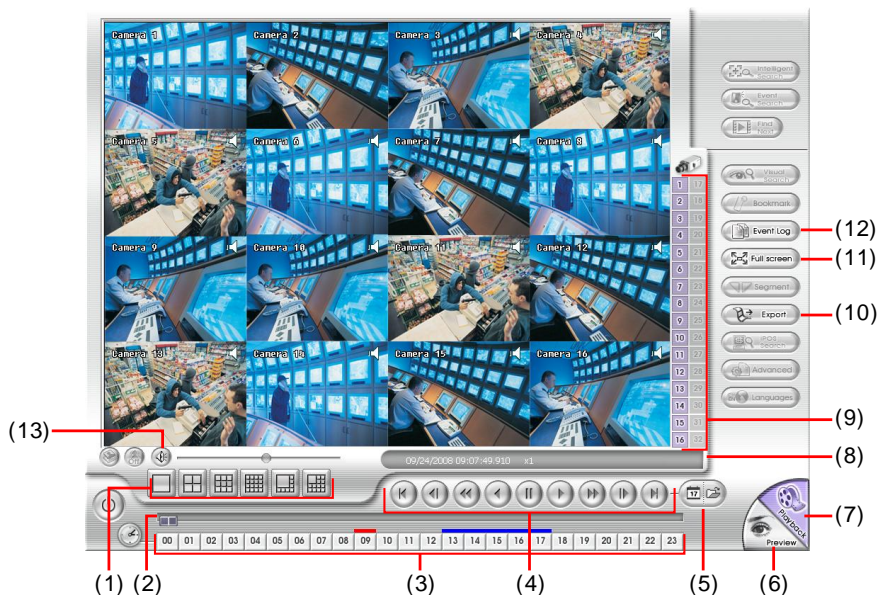 Camera 1
Camera 2
Camera 3
Camera 4
Camera 5
Camera 6
Camera 7
Camera 8
Camera 9
Camera 10
Camera 11
Camera 12
Camera 13
Camera 14
Camera 15
Camera 16
Intelligent
Search
Event
Search
Find
Next
1 17
2 18
3 19
4 20
5 21
6 22
7 23
8 24
9 25
10 26
11 27
12 28
13 29
14 30
15 31
16 32
Visual
Search
Bookmark
Event Log
(12)
Full screen
(11)
Segment
Export
(10)
iPOS
Search
Advanced
Languages
(9)
(13)
09/24/2008 09:07:49.910 x1
(8)
17
Playback
(7)
Preview
00 01 02 03 04 05 06 07 08 09 10 11 12 13 14 15 16 17 18 19 20 21 22 23
(1) (2) (3) (4) (5) (6)